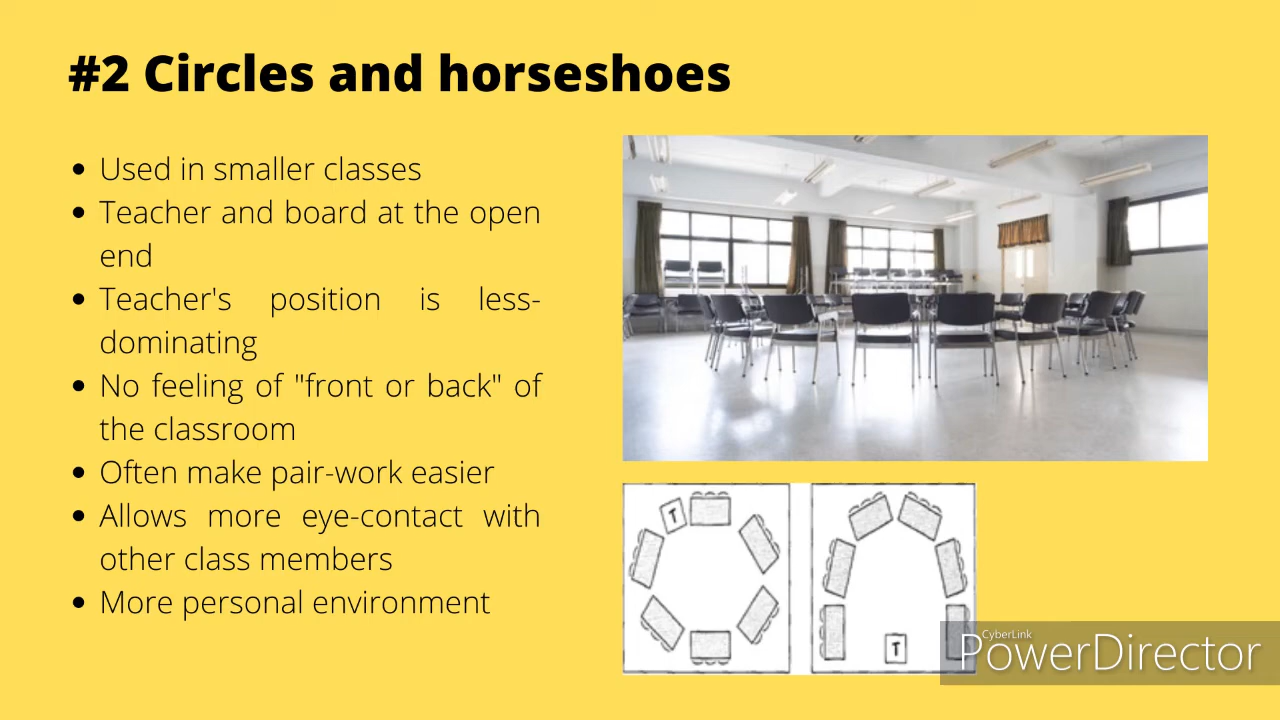 #2 Circles and horseshoes
• Used in smaller classes
• Teacher and board at the open
end
• Teacher's position is less-
dominating
• No feeling of "front or back" of
the classroom
• Often make pair-work easier
• Allows more eye-contact with
other class members
• More personal environment
T
T
CyberLink
PowerDirector